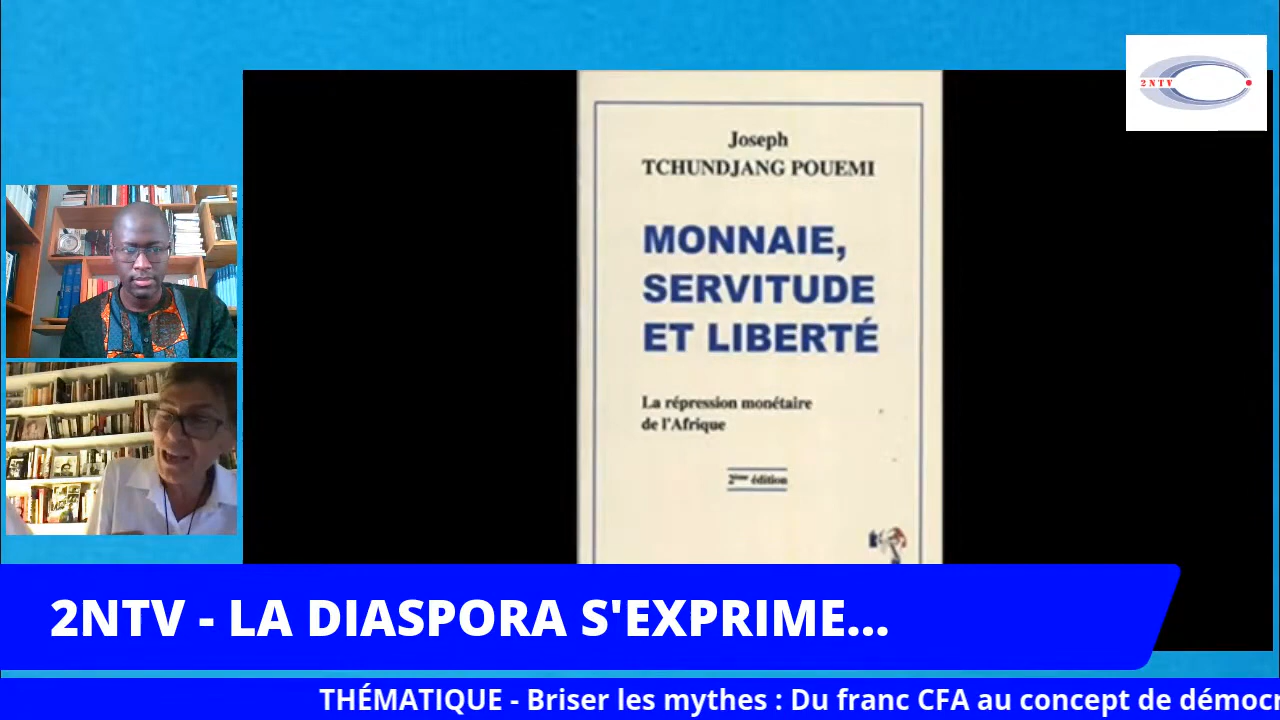 2NTV
Joseph
TCHUNDJANG POUEMI
MONNAIE,
SERVITUDE
ET LIBERTÉ
La répression monétaire
de l'Afrique
2ème édition
2NTV - LA DIASPORA S'EXPRIME...
THÉMATIQUE - Briser les mythes : Du franc CFA au concept de démocr